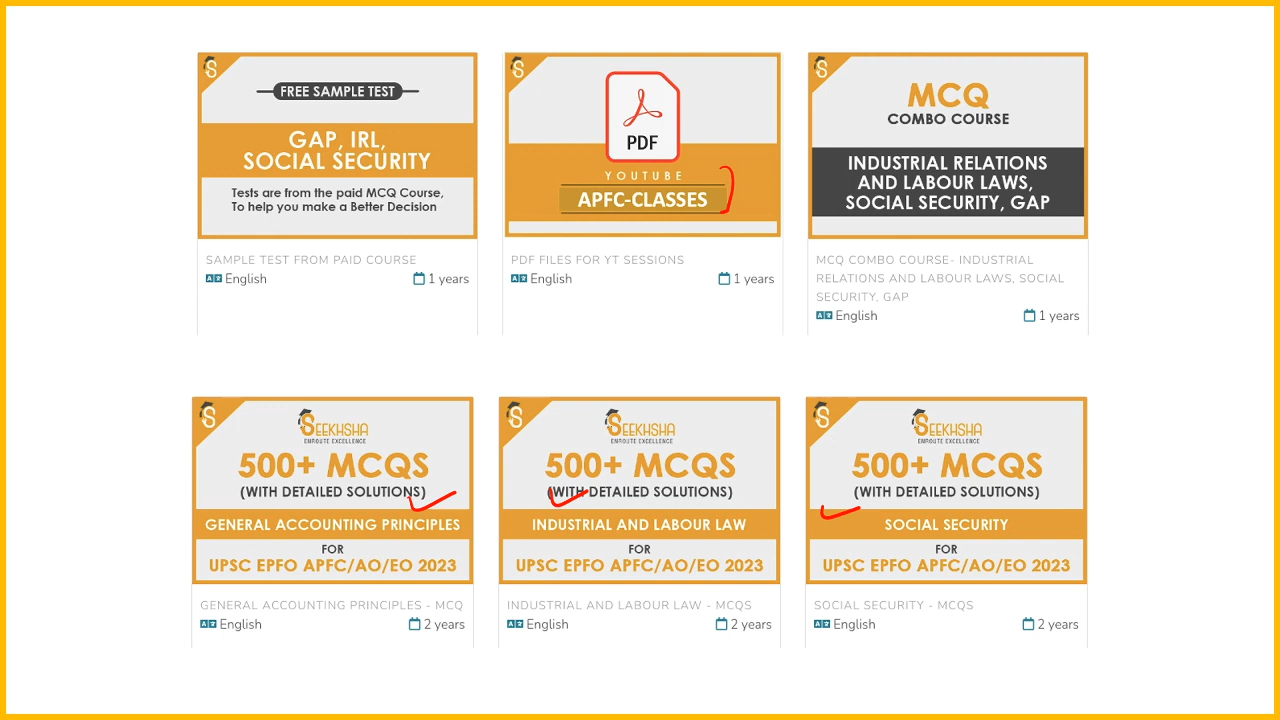 FREE SAMPLE TEST
GAP, IRL,
SOCIAL SECURITY
Tests are from the paid MCQ Course,
To help you make a Better Decision
SAMPLE TEST FROM PAID COURSE
English
1 years
PDF
YOUTUBE
APFC-CLASSES
PDF FILES FOR YT SESSIONS
English
1 years
MCQ
COMBO COURSE
INDUSTRIAL RELATIONS
AND LABOUR LAWS,
SOCIAL SECURITY, GAP
MCQ COMBO COURSE- INDUSTRIAL
RELATIONS AND LABOUR LAWS, SOCIAL
SECURITY, GAP
English
1 years
SEEKHSHA
ENROUTE EXCELLENCE
500+ MCQS
(WITH DETAILED SOLUTIONS)
GENERAL ACCOUNTING PRINCIPLES
FOR
UPSC EPFO APFC/AO/EO 2023
GENERAL ACCOUNTING PRINCIPLES - MCQ
English
2 years
SEEKHSHA
ENROUTE EXCELLENCE
500+ MCQS
(WITH DETAILED SOLUTIONS)
INDUSTRIAL AND LABOUR LAW
FOR
UPSC EPFO APFC/AO/EO 2023
INDUSTRIAL AND LABOUR LAW - MCQS
English
2 years
SEEKHSHA
ENROUTE EXCELLENCE
500+ MCQS
(WITH DETAILED SOLUTIONS)
SOCIAL SECURITY
FOR
UPSC EPFO APFC/AO/EO 2023
SOCIAL SECURITY - MCQS
English
2 years